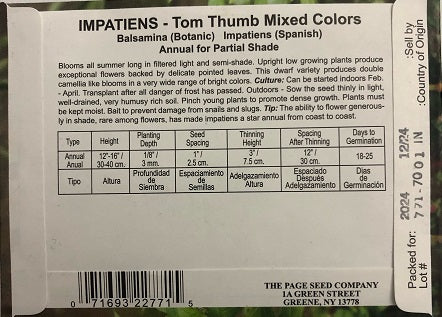 IMPATIENS - Tom Thumb Mixed Colors
Balsamina (Botanic) Impatiens (Spanish)
Annual for Partial Shade
Blooms all summer long in filtered light and semi-shade. Upright low growing plants produce
exceptional flowers backed by delicate pointed leaves. This dwarf variety produces double
camellia like blooms in a very wide range of bright colors. Culture: Can be started indoors Feb.
- April. Transplant after all danger of frost has passed. Outdoors - Sow the seed thinly in light,
well-drained, very humusy rich soil. Pinch young plants to promote dense growth. Plants must
be kept moist. Bait to prevent damage from snails and slugs. Tip: The ability to flower generous-
ly in shade, rare among flowers, has made impatiens a star annual from coast to coast.
Type Height Planting Depth Seed Spacing Thinning Height Spacing After Thinning Days to Germination
Annual Anual 12"-16" / 30-40 cm. 1/8" / 3 mm. 1" / 2.5 cm. 3" / 7.5 cm. 12" / 30 cm. 18-25
Tipo Altura Profundidad de Siembra Espaciamiento de Semillas Adelgazamiento Altura Espaciado Después Adelgazamiento Dias de Germinación
0 71693 22771 5
THE PAGE SEED COMPANY
1A GREEN STREET
GREENE, NY 13778
Packed for: 2024 12/24 :Sell by
Lot # 771-7001 IN :Country of Origin